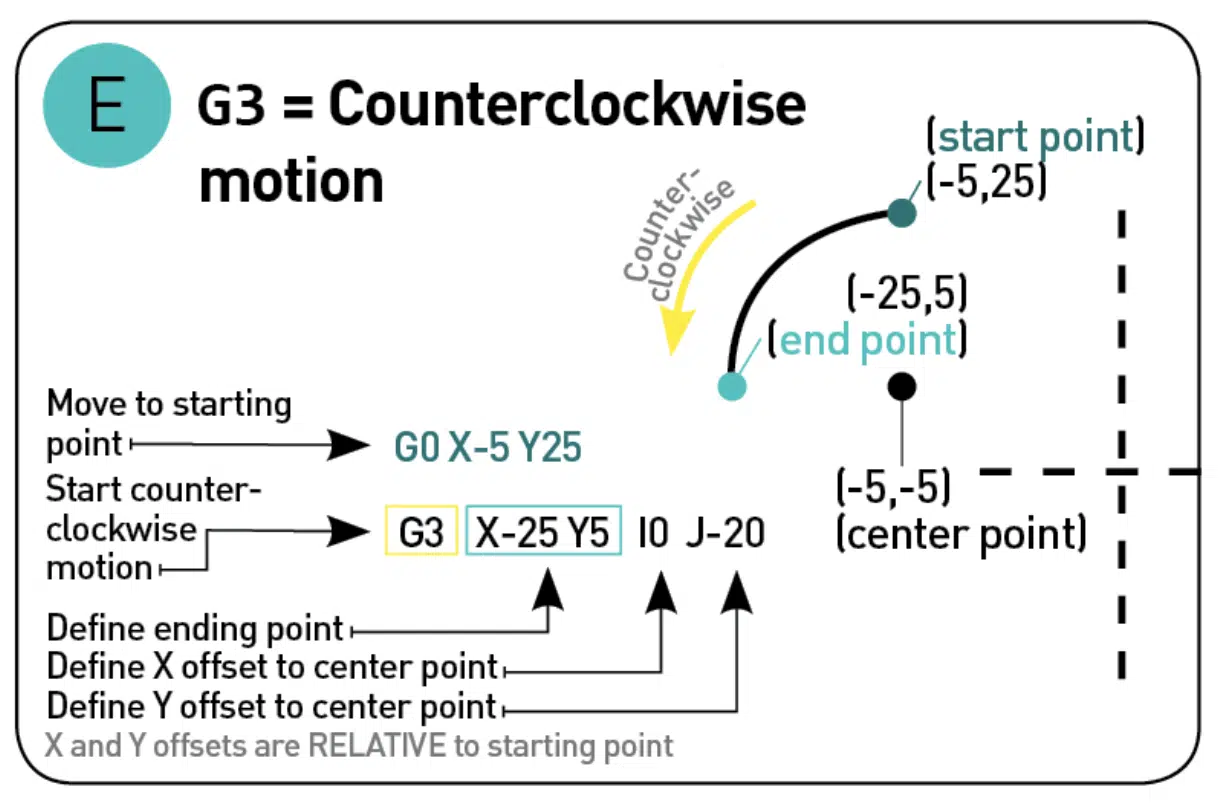 E
G3 = Counterclockwise
motion
(start point)
(-5,25)
Counter-
clockwise
(-25,5)
(end point)
Move to starting
point
G0 X-5 Y25
Start counter-
clockwise
motion
G3 X-25 Y5 I0 J-20
(-5,-5)
(center point)
Define ending point
Define X offset to center point
Define Y offset to center point
X and Y offsets are RELATIVE to starting point